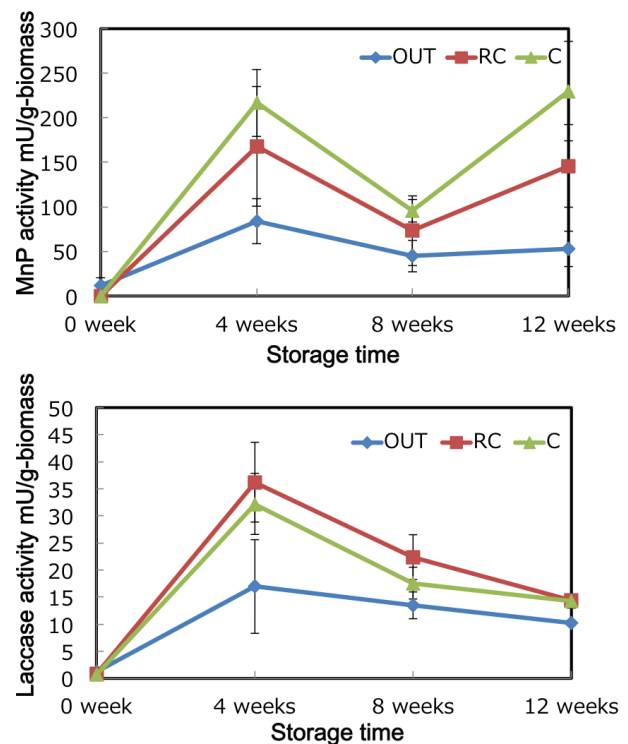 300
250
200
150
100
50
0
MnP activity mU/g-biomass
OUT RC C
0 week 4 weeks 8 weeks 12 weeks
Storage time
50
45
40
35
30
25
20
15
10
5
0
Laccase activity mU/g-biomass
OUT RC C
0 week 4 weeks 8 weeks 12 weeks
Storage time